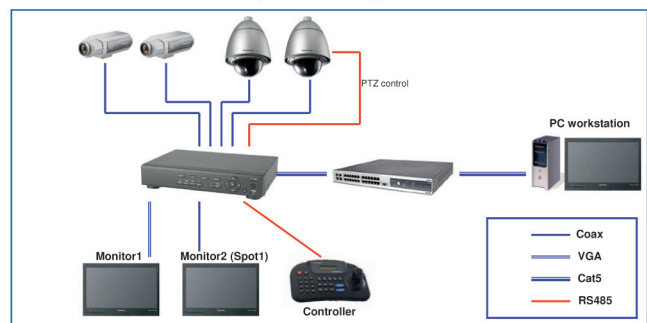 PTZ control
PC workstation
Monitor1
Monitor2 (Spot1)
Controller
Coax
VGA
Cat5
RS485